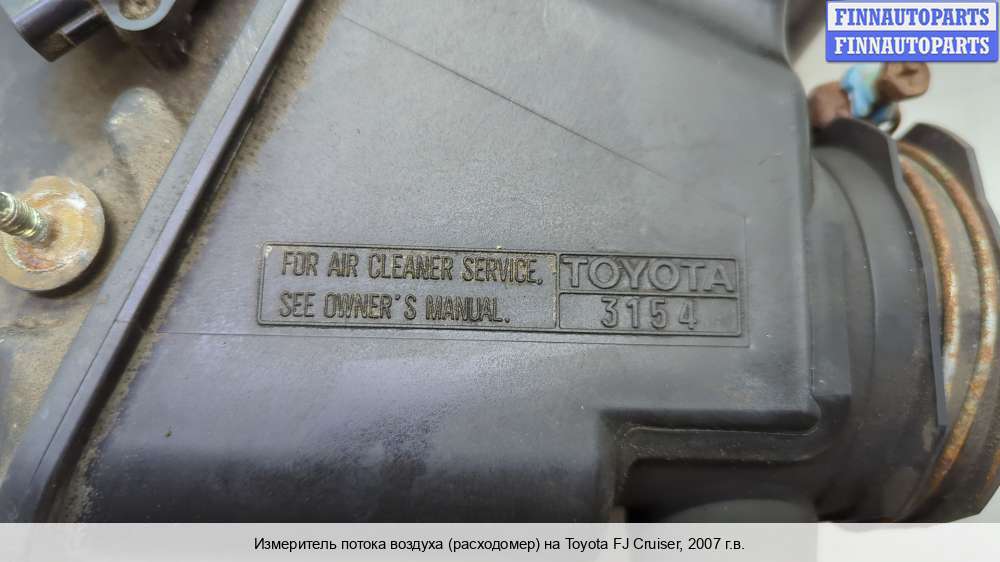 FINNAUTOPARTS
FINNAUTOPARTS
FOR AIR CLEANER SERVICE,
SEE OWNER'S MANUAL.
TOYOTA
3154
Измеритель потока воздуха (расходомер) на Toyota FJ Cruiser, 2007 г.в.